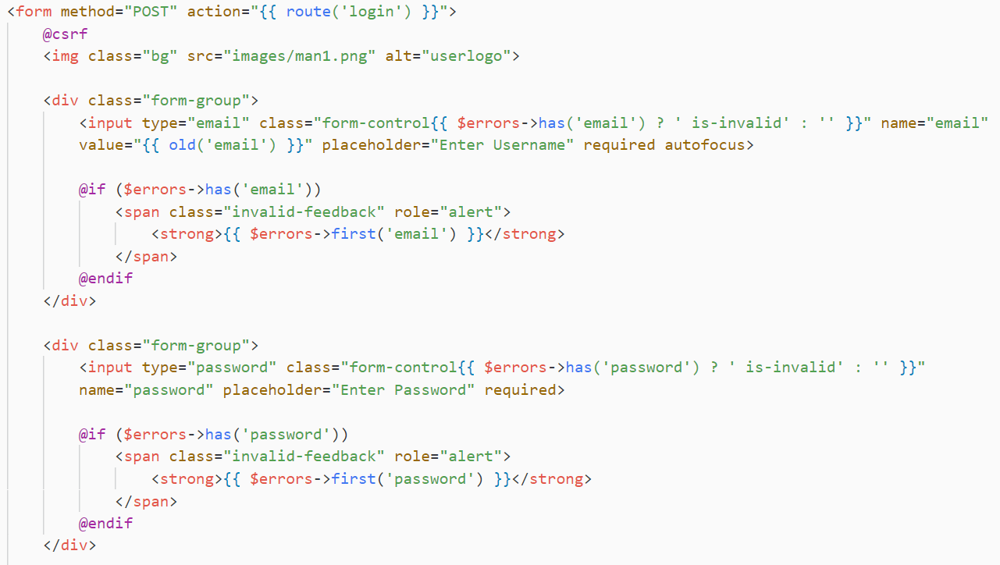 <form method="POST" action="{{ route('login') }}">
@csrf
<img class="bg" src="images/man1.png" alt="userlogo">
<div class="form-group">
<input type="email" class="form-control{{ $errors->has('email') ? ' is-invalid' : '' }}" name="email"
value="{{ old('email') }}" placeholder="Enter Username" required autofocus>
@if ($errors->has('email'))
<span class="invalid-feedback" role="alert">
<strong>{{ $errors->first('email') }}</strong>
</span>
@endif
</div>
<div class="form-group">
<input type="password" class="form-control{{ $errors->has('password') ? ' is-invalid' : '' }}"
name="password" placeholder="Enter Password" required>
@if ($errors->has('password'))
<span class="invalid-feedback" role="alert">
<strong>{{ $errors->first('password') }}</strong>
</span>
@endif
</div>